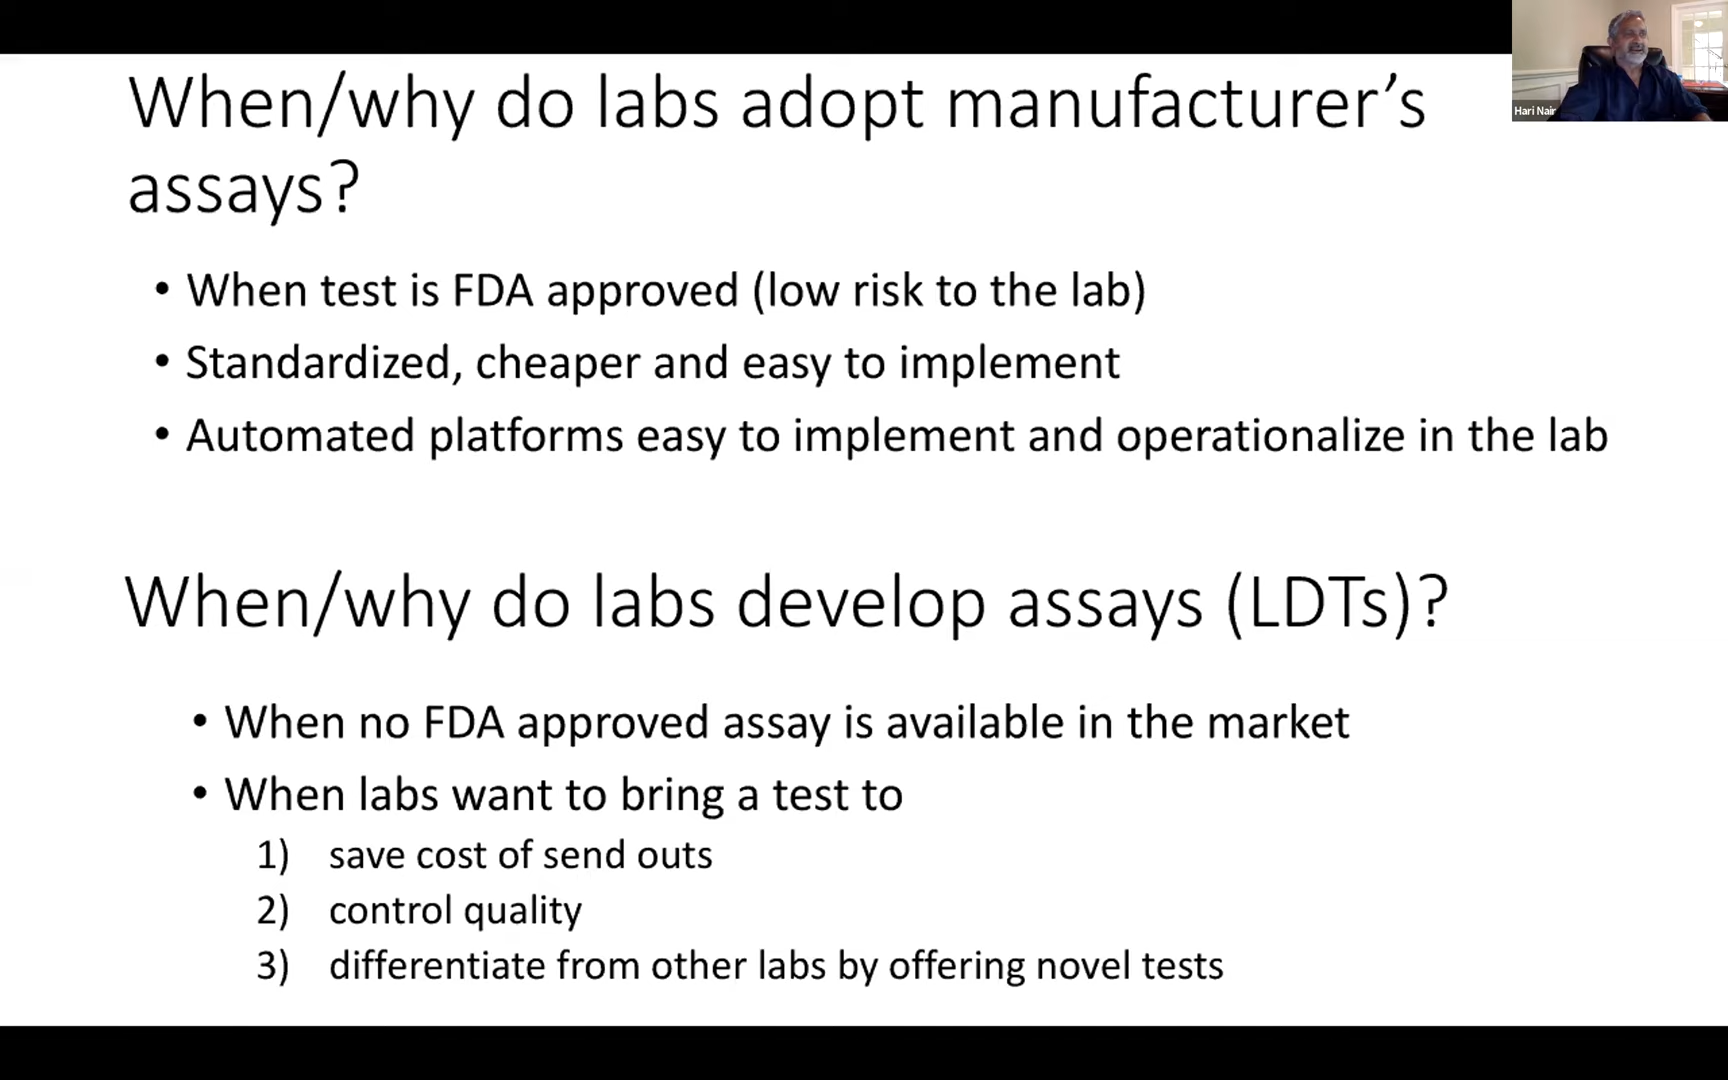 When/why do labs adopt manufacturer’s
assays?
• When test is FDA approved (low risk to the lab)
• Standardized, cheaper and easy to implement
• Automated platforms easy to implement and operationalize in the lab
When/why do labs develop assays (LDTs)?
• When no FDA approved assay is available in the market
• When labs want to bring a test to
1) save cost of send outs
2) control quality
3) differentiate from other labs by offering novel tests
Hari Nair